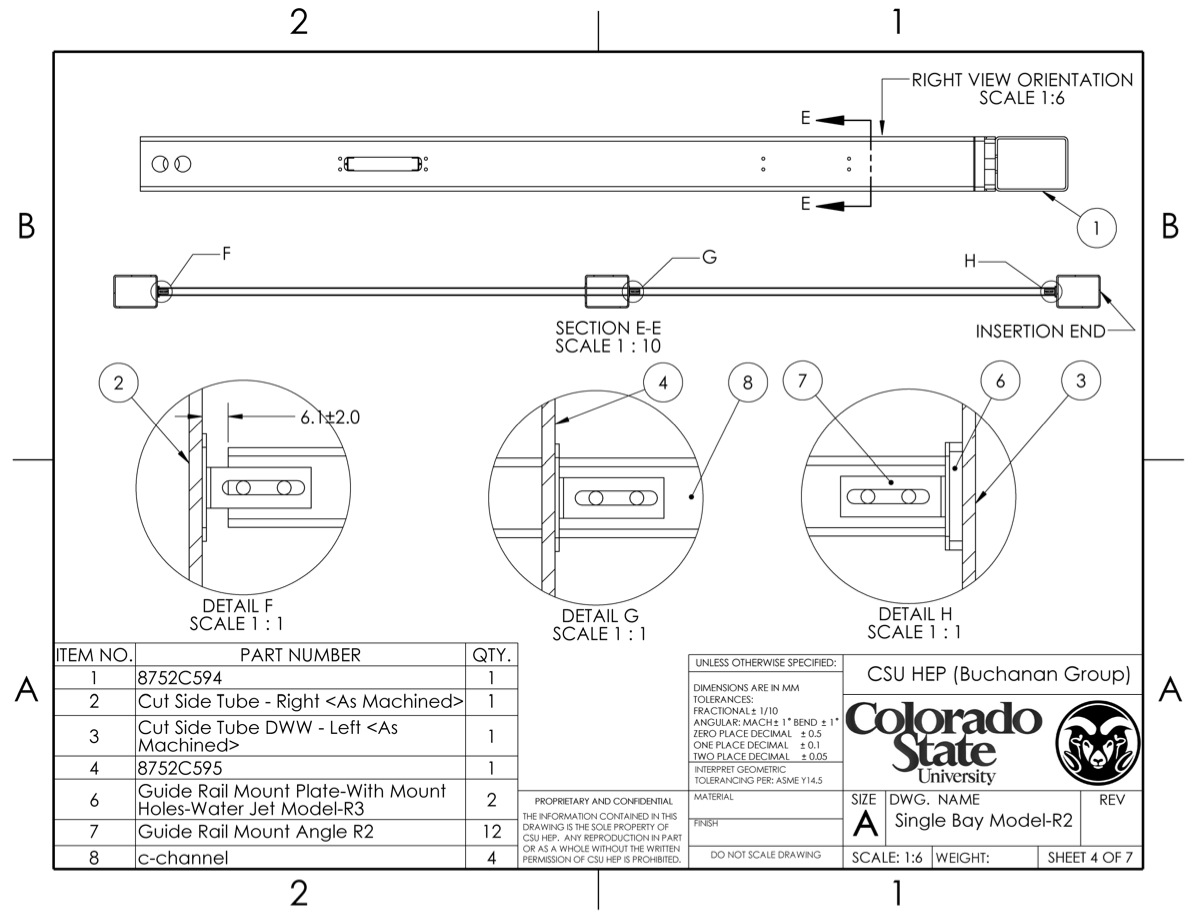 2
1
RIGHT VIEW ORIENTATION
SCALE 1:6
E
E
1
B
B
F
G
H
SECTION E-E
SCALE 1 : 10
INSERTION END
2
6.1±2.0
4
8
7
6
3
DETAIL F
SCALE 1 : 1
DETAIL G
SCALE 1 : 1
DETAIL H
SCALE 1 : 1
A
A
ITEM NO. PART NUMBER QTY.
1 8752C594 1
2 Cut Side Tube - Right <As Machined> 1
3 Cut Side Tube DWW - Left <As
Machined> 1
4 8752C595 1
6 Guide Rail Mount Plate-With Mount
Holes-Water Jet Model-R3 2
7 Guide Rail Mount Angle R2 12
8 c-channel 4
PROPRIETARY AND CONFIDENTIAL
THE INFORMATION CONTAINED IN THIS
DRAWING IS THE SOLE PROPERTY OF
CSU HEP. ANY REPRODUCTION IN PART
OR AS A WHOLE WITHOUT THE WRITTEN
PERMISSION OF CSU HEP IS PROHIBITED.
UNLESS OTHERWISE SPECIFIED:
DIMENSIONS ARE IN MM
TOLERANCES:
FRACTIONAL ± 1/10
ANGULAR: MACH ± 1° BEND ± 1°
ZERO PLACE DECIMAL ± 0.5
ONE PLACE DECIMAL ± 0.1
TWO PLACE DECIMAL ± 0.05
INTERPRET GEOMETRIC
TOLERANCING PER: ASME Y14.5
MATERIAL
FINISH
DO NOT SCALE DRAWING
CSU HEP (Buchanan Group)
Colorado
State
University
SIZE
A
DWG. NAME
Single Bay Model-R2
REV
SCALE: 1:6 WEIGHT: SHEET 4 OF 7
2
1